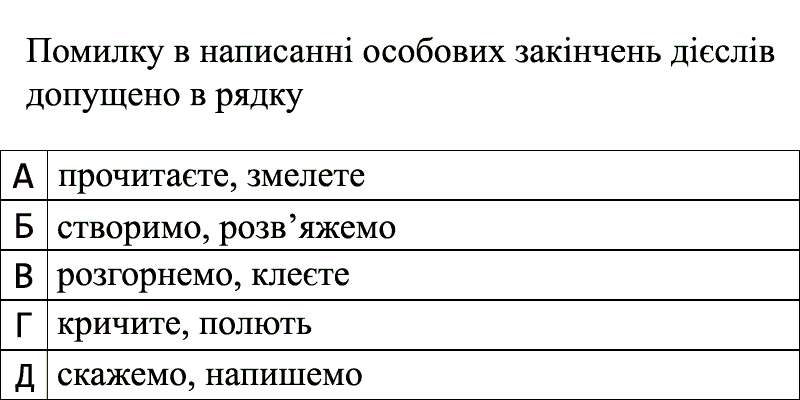 Помилку в написанні особових закінчень дієслів
допущено в рядку
А прочитаєте, змелете
Б створимо, розв’яжемо
В розгорнемо, клеєте
Г кричите, полють
Д скажемо, напишемо